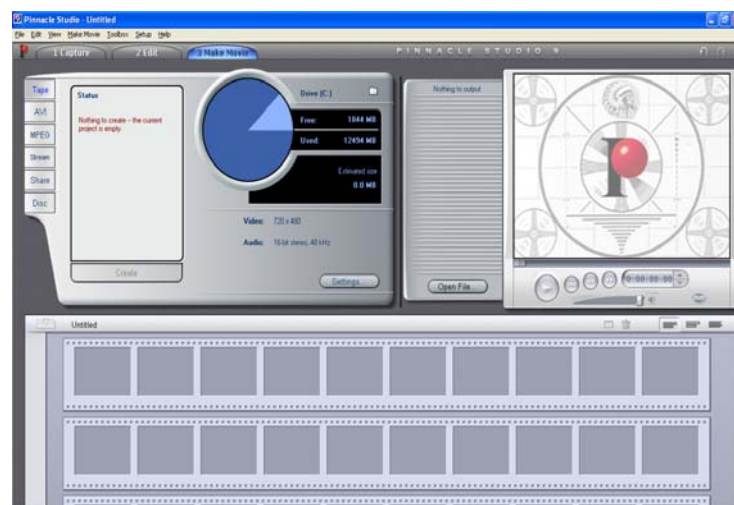 Pinnacle Studio - Untitled
File Edit View Make Movie Toolbox Setup Help
1 Capture 2 Edit 3 Make Movie PINNACLE STUDIO 9
Tape
AVI
MPEG
Stream
Share
Disc
Status
Nothing to create - the current
project is empty.
Create
Drive (C:)
Free: 1844 MB
Used: 12494 MB
Estimated size
0.0 MB
Video: 720 x 480
Audio: 16-bit stereo, 48 kHz
Settings...
Nothing to output
Open File...
0:00:00.00
Untitled